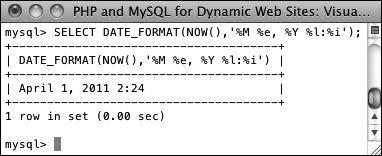 PHP and MySQL for Dynamic Web Sites: Visua...
mysql> SELECT DATE_FORMAT(NOW(),'%M %e, %Y %l:%i');
+--------------------------------------+
| DATE_FORMAT(NOW(),'%M %e, %Y %l:%i') |
+--------------------------------------+
| April 1, 2011 2:24                   |
+--------------------------------------+
1 row in set (0.00 sec)
mysql>